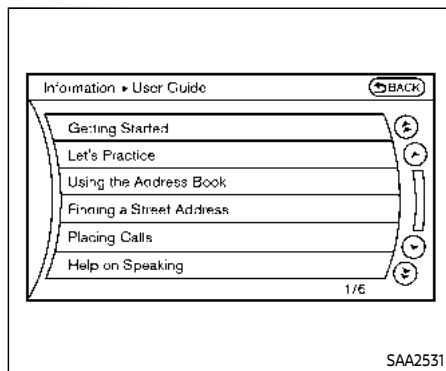 Information ▸ User Guide
BACK
Getting Started
Let's Practice
Using the Address Book
Finding a Street Address
Placing Calls
Help on Speaking
1/6
SAA2531